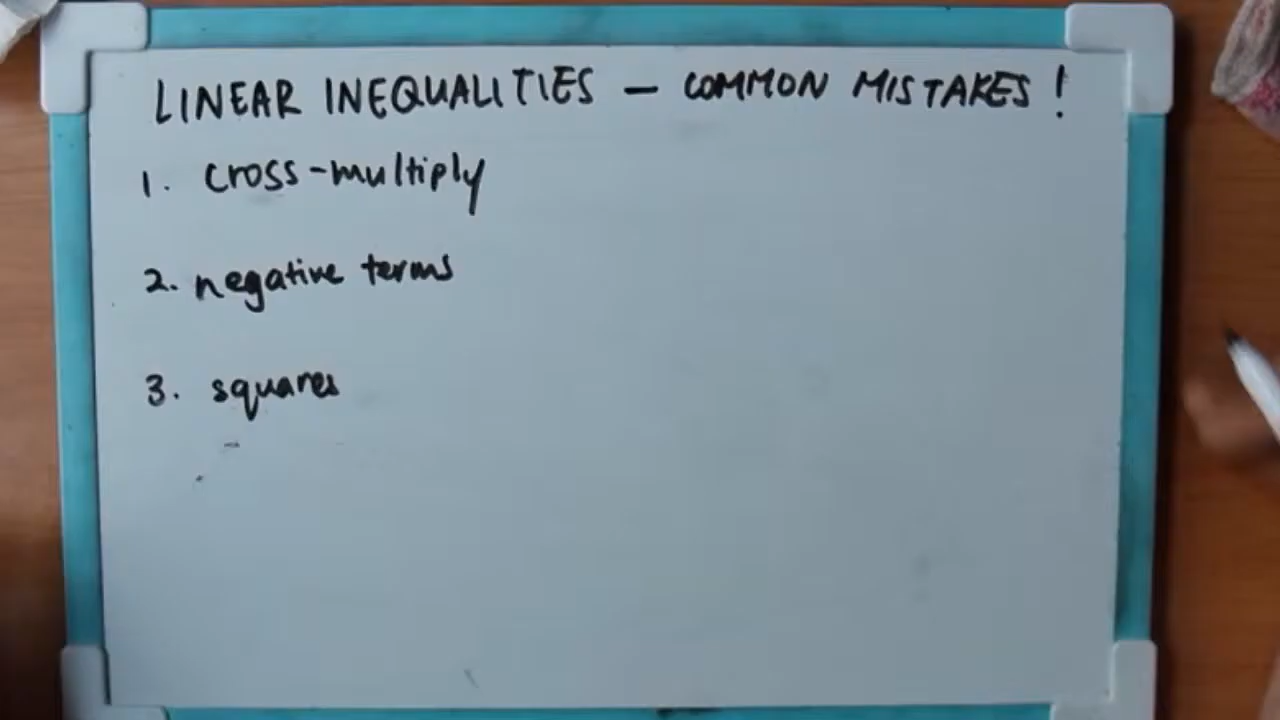 LINEAR INEQUALITIES – COMMON MISTAKES !
1. cross-multiply
2. negative terms
3. squares